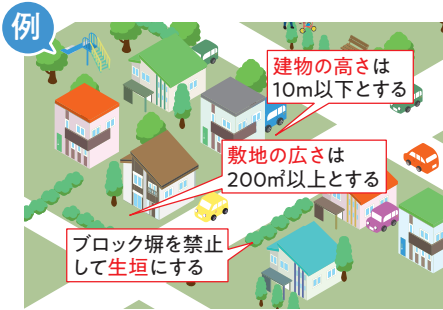 例
建物の高さは
10m以下とする
敷地の広さは
200㎡以上とする
ブロック塀を禁止
して生垣にする